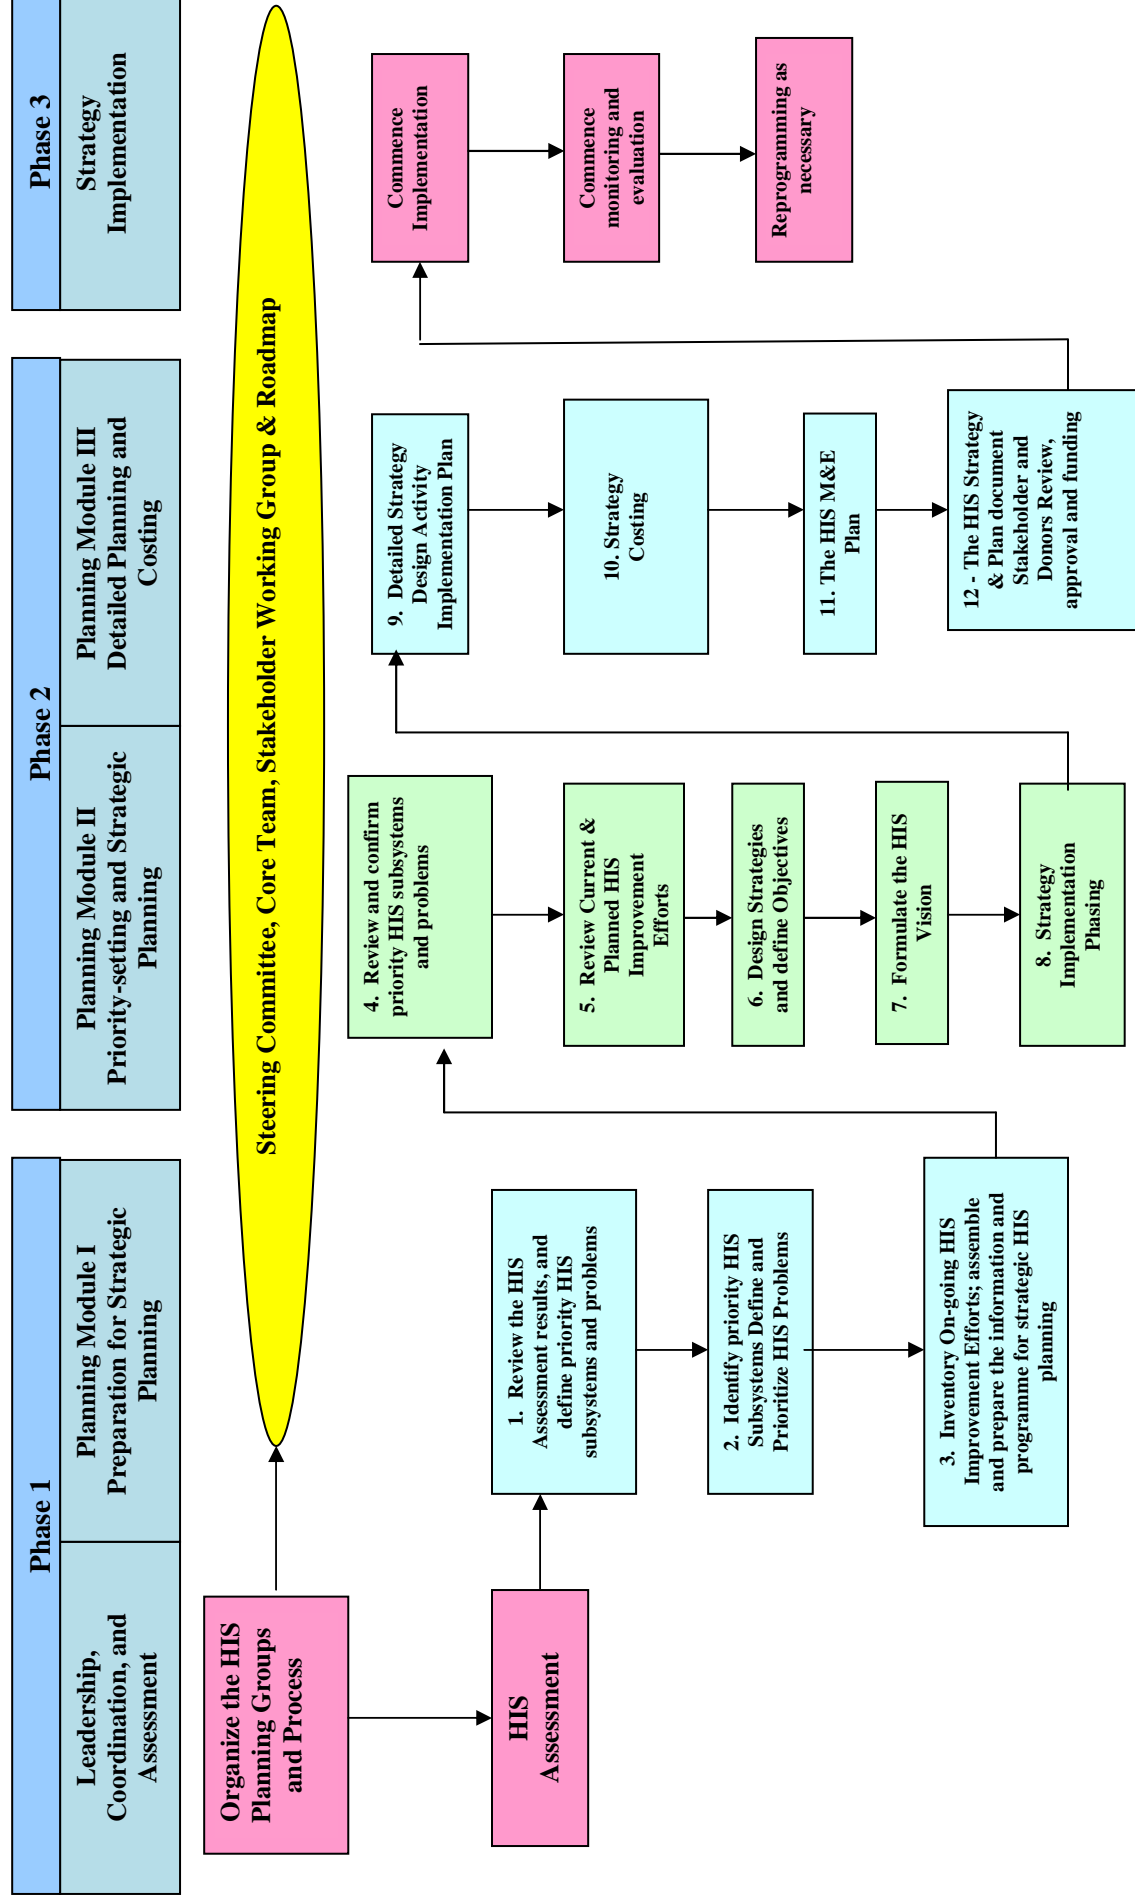 Phase 1
Phase 2
Phase 3
Leadership,
Coordination, and
Assessment
Planning Module I
Preparation for Strategic
Planning
Planning Module II
Priority-setting and Strategic
Planning
Planning Module III
Detailed Planning and
Costing
Strategy
Implementation
Organize the HIS
Planning Groups
and Process
Steering Committee, Core Team, Stakeholder Working Group & Roadmap
HIS
Assessment
1. Review the HIS
Assessment results, and
define priority HIS
subsystems and problems
2. Identify priority HIS
Subsystems Define and
Prioritize HIS Problems
3. Inventory On-going HIS
Improvement Efforts; assemble
and prepare the information and
programme for strategic HIS
planning
4. Review and confirm
priority HIS subsystems
and problems
5. Review Current &
Planned HIS
Improvement
Efforts
6. Design Strategies
and define Objectives
7. Formulate the HIS
Vision
8. Strategy
Implementation
Phasing
9. Detailed Strategy
Design Activity
Implementation Plan
10. Strategy
Costing
11. The HIS M&E
Plan
12 - The HIS Strategy
& Plan document
Stakeholder and
Donors Review,
approval and funding
Commence
Implementation
Commence
monitoring and
evaluation
Reprogramming as
necessary